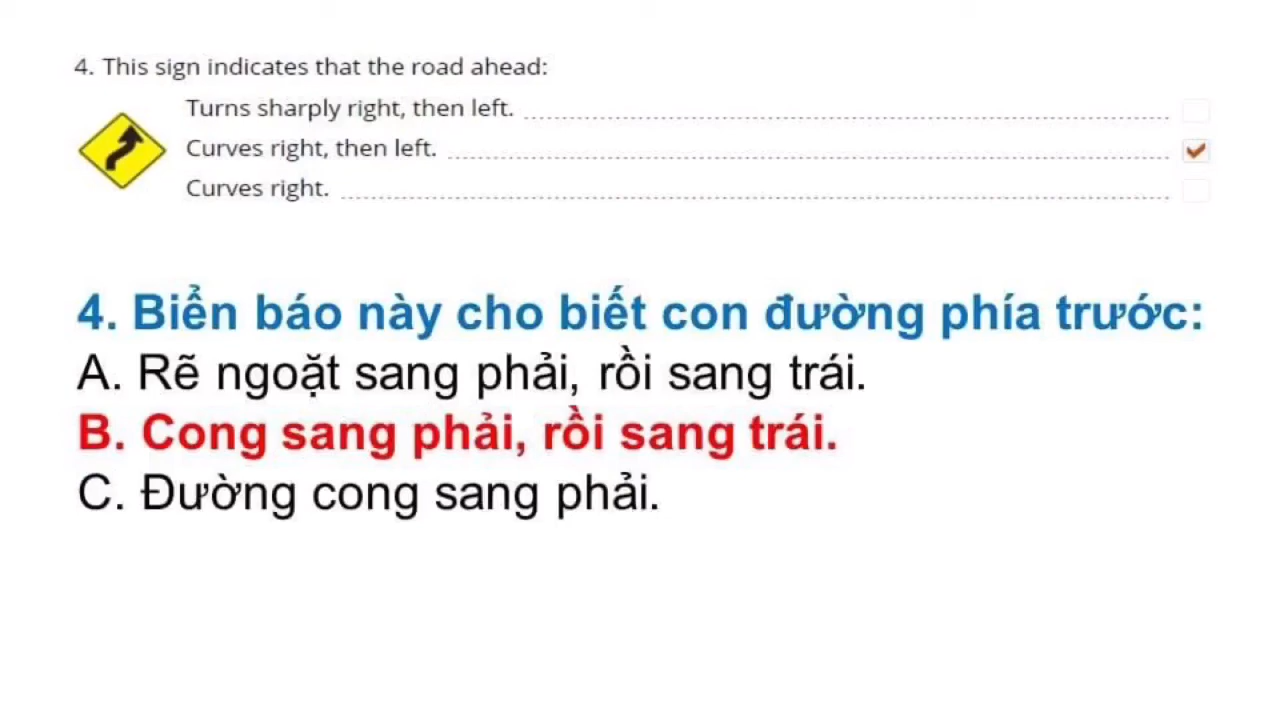 4. This sign indicates that the road ahead:
Turns sharply right, then left.
Curves right, then left.
Curves right.
4. Biển báo này cho biết con đường phía trước:
A. Rẽ ngoặt sang phải, rồi sang trái.
B. Cong sang phải, rồi sang trái.
C. Đường cong sang phải.